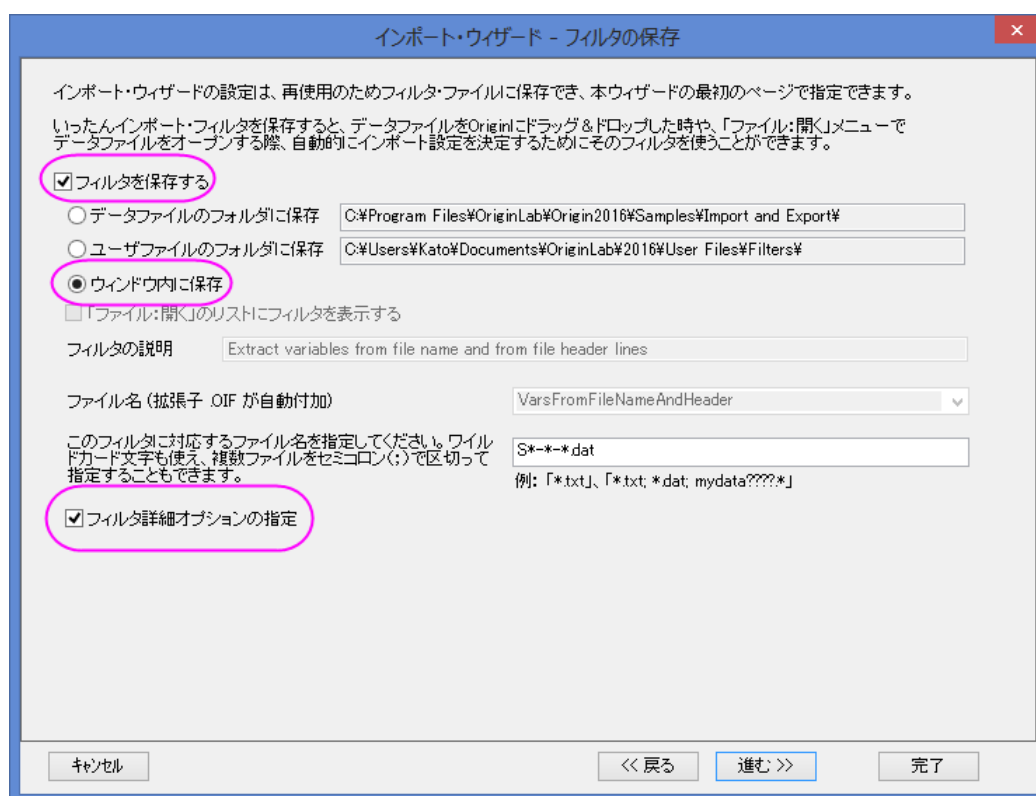 インポート・ウィザード - フィルタの保存
×
インポート・ウィザードの設定は、再使用のためフィルタ・ファイルに保存でき、本ウィザードの最初のページで指定できます。
いったんインポート・フィルタを保存すると、データファイルをOriginにドラッグ&ドロップした時や、「ファイル:開く」メニューで
データファイルをオープンする際、自動的にインポート設定を決定するためにそのフィルタを使うことができます。
フィルタを保存する
データファイルのフォルダに保存 C:¥Program Files¥OriginLab¥Origin2016¥Samples¥Import and Export¥
ユーザファイルのフォルダに保存 C:¥Users¥Kato¥Documents¥OriginLab¥2016¥User Files¥Filters¥
ウィンドウ内に保存
「ファイル:開く」のリストにフィルタを表示する
フィルタの説明 Extract variables from file name and from file header lines
ファイル名(拡張子 .OIF が自動付加) VarsFromFileNameAndHeader
このフィルタに対応するファイル名を指定してください。ワイル
ドカード文字も使え、複数ファイルをセミコロン(;)で区切って
指定することもできます。
S*-*-*.dat
例: 「*.txt」、「*.txt; *.dat; mydata????.*」
フィルタ詳細オプションの指定
キャンセル << 戻る 進む >> 完了